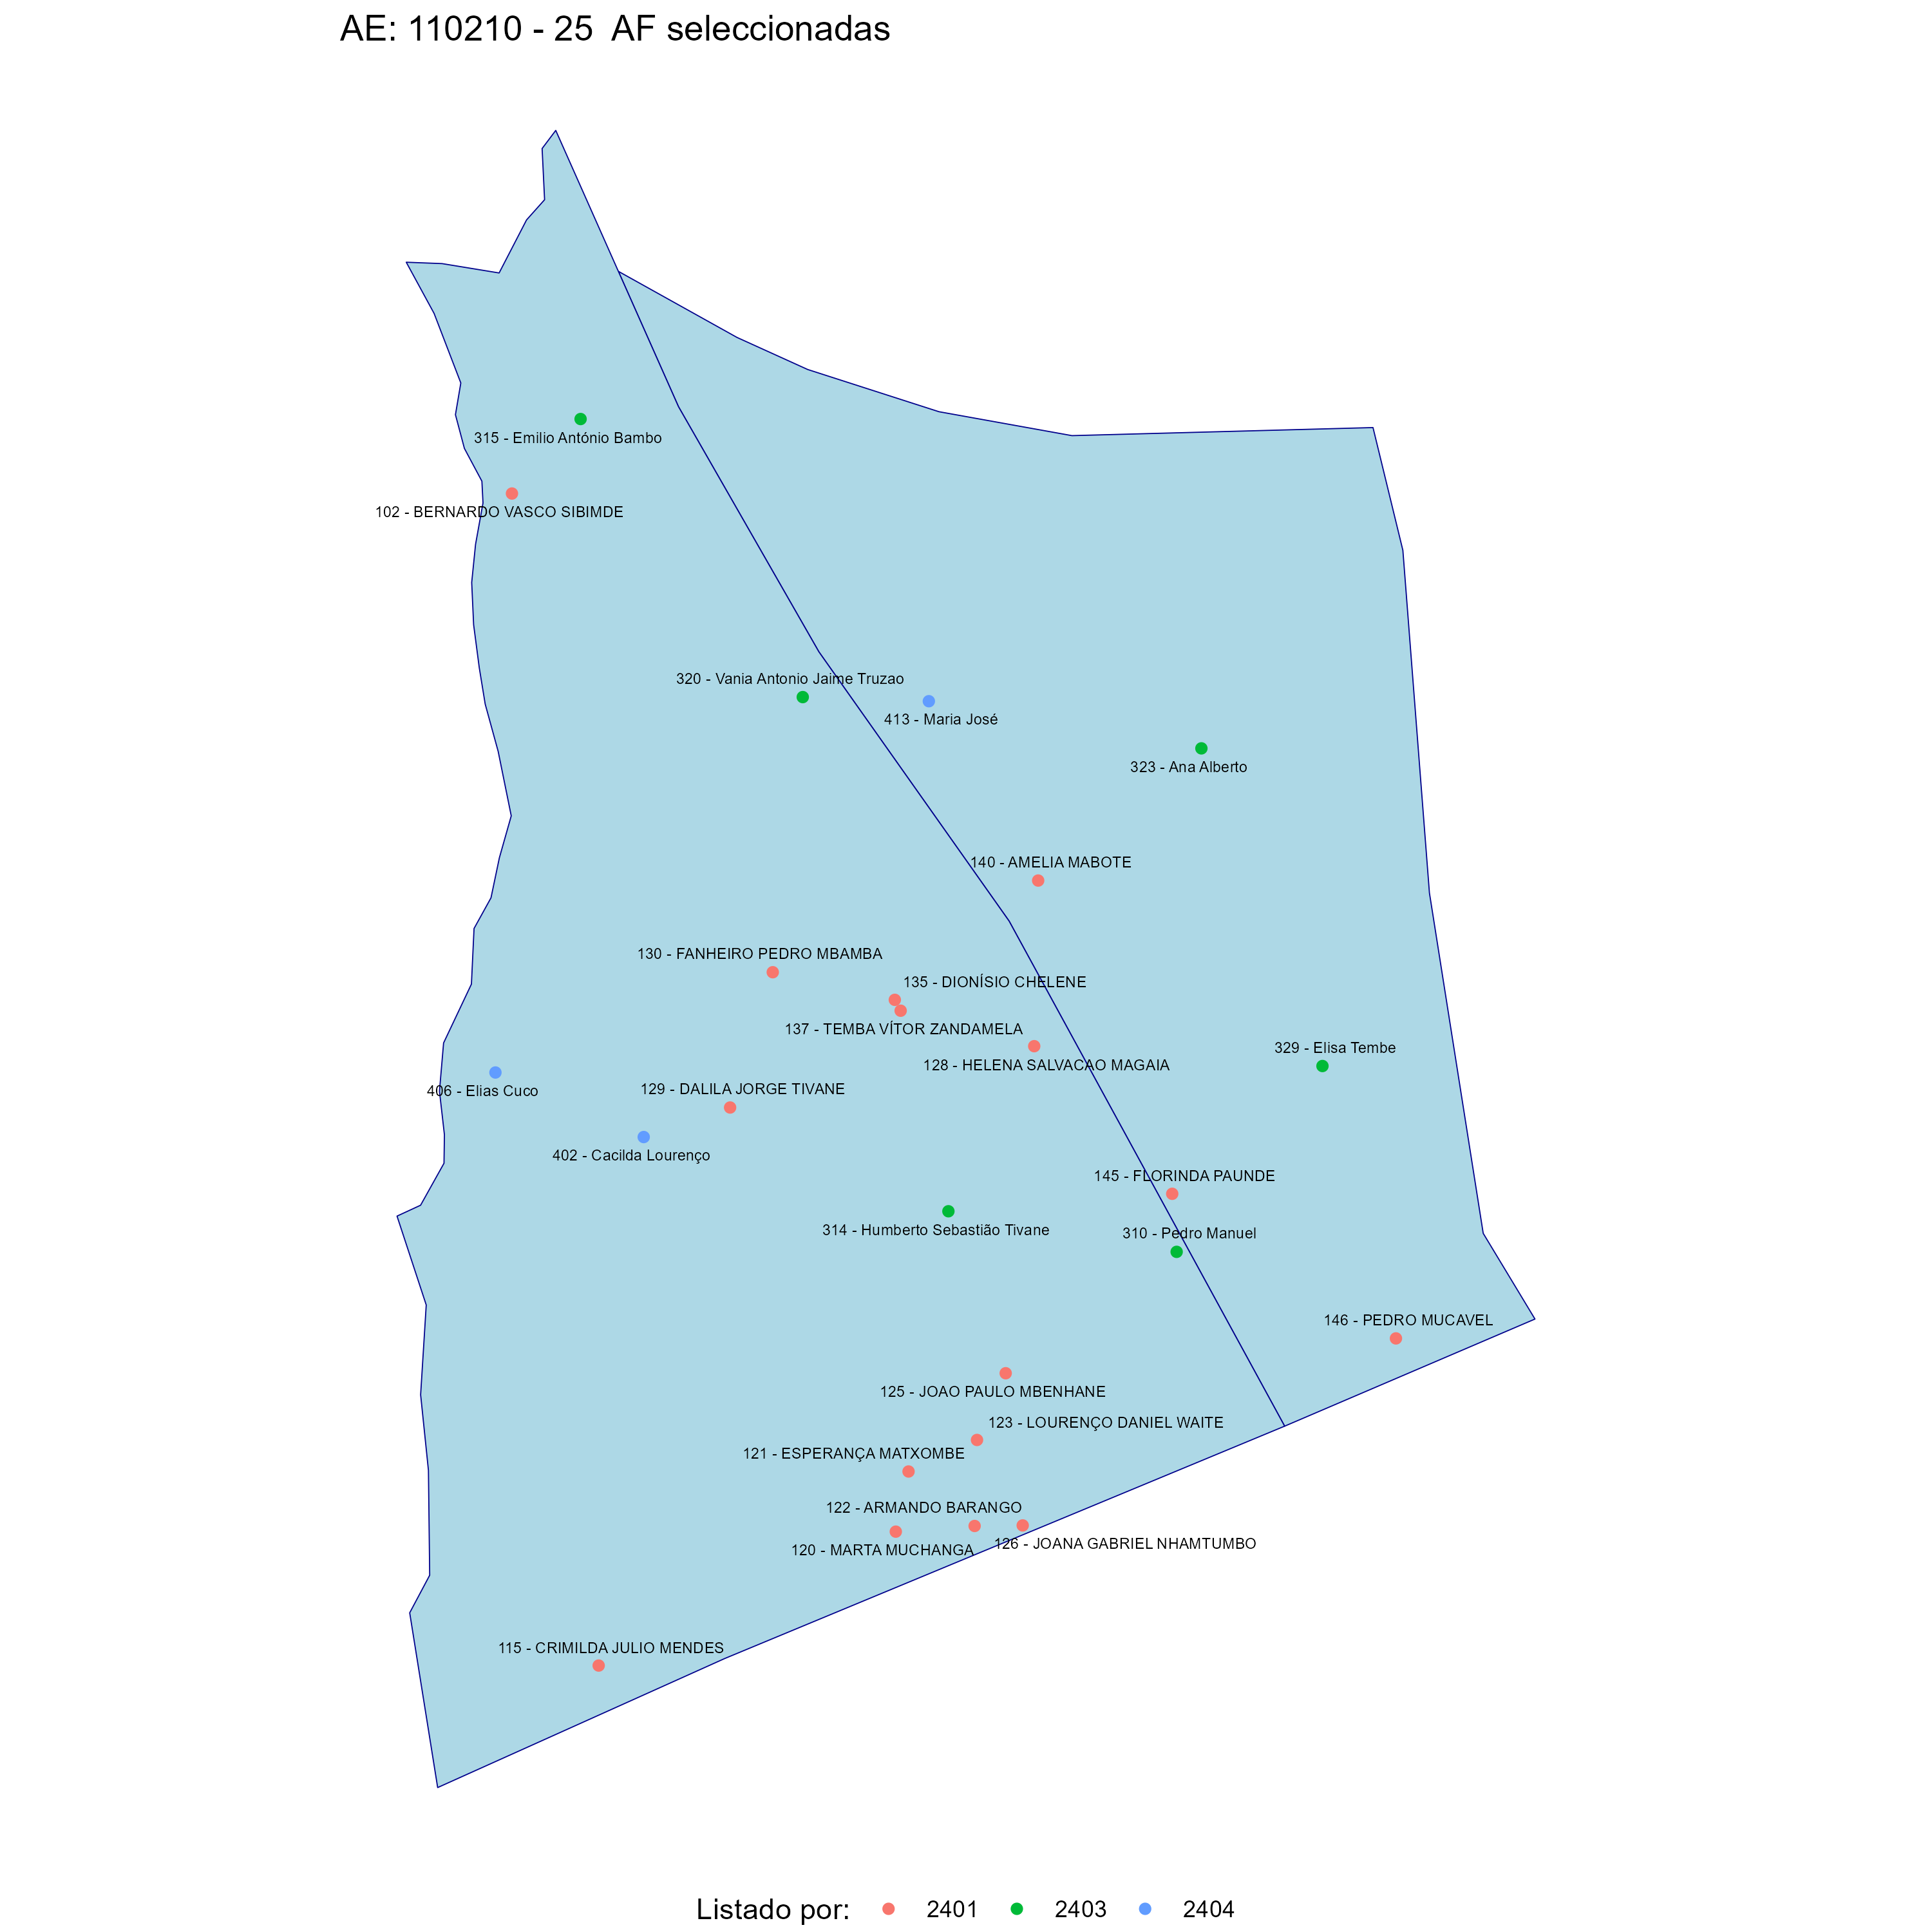 AE: 110210 - 25  AF seleccionadas
315 - Emilio António Bambo
102 - BERNARDO VASCO SIBIMDE
320 - Vania Antonio Jaime Truzao
413 - Maria José
323 - Ana Alberto
140 - AMELIA MABOTE
130 - FANHEIRO PEDRO MBAMBA
135 - DIONÍSIO CHELENE
137 - TEMBA VÍTOR ZANDAMELA
329 - Elisa Tembe
128 - HELENA SALVACAO MAGAIA
406 - Elias Cuco
129 - DALILA JORGE TIVANE
402 - Cacilda Lourenço
145 - FLORINDA PAUNDE
314 - Humberto Sebastião Tivane
310 - Pedro Manuel
146 - PEDRO MUCAVEL
125 - JOAO PAULO MBENHANE
123 - LOURENÇO DANIEL WAITE
121 - ESPERANÇA MATXOMBE
122 - ARMANDO BARANGO
126 - JOANA GABRIEL NHAMTUMBO
120 - MARTA MUCHANGA
115 - CRIMILDA JULIO MENDES
Listado por: 2401 2403 2404